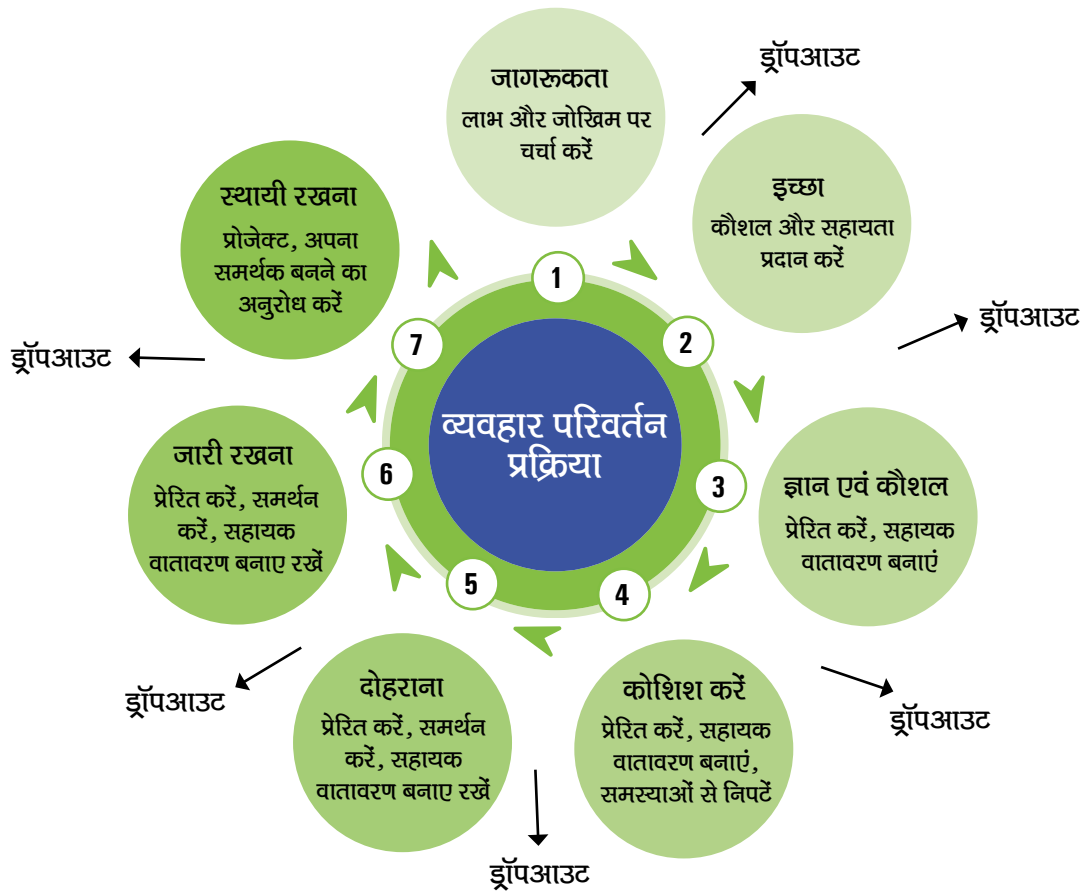 व्यवहार परिवर्तन
प्रक्रिया
1
जागरूकता
लाभ और जोखिम पर
चर्चा करें
ड्रॉपआउट
2
इच्छा
कौशल और सहायता
प्रदान करें
ड्रॉपआउट
3
ज्ञान एवं कौशल
प्रेरित करें, सहायक
वातावरण बनाएं
ड्रॉपआउट
4
कोशिश करें
प्रेरित करें, सहायक
वातावरण बनाएं,
समस्याओं से निपटें
ड्रॉपआउट
5
दोहराना
प्रेरित करें, समर्थन
करें, सहायक
वातावरण बनाए रखें
ड्रॉपआउट
6
जारी रखना
प्रेरित करें, समर्थन
करें, सहायक
वातावरण बनाए रखें
ड्रॉपआउट
7
स्थायी रखना
प्रोजेक्ट, अपना
समर्थक बनने का
अनुरोध करें